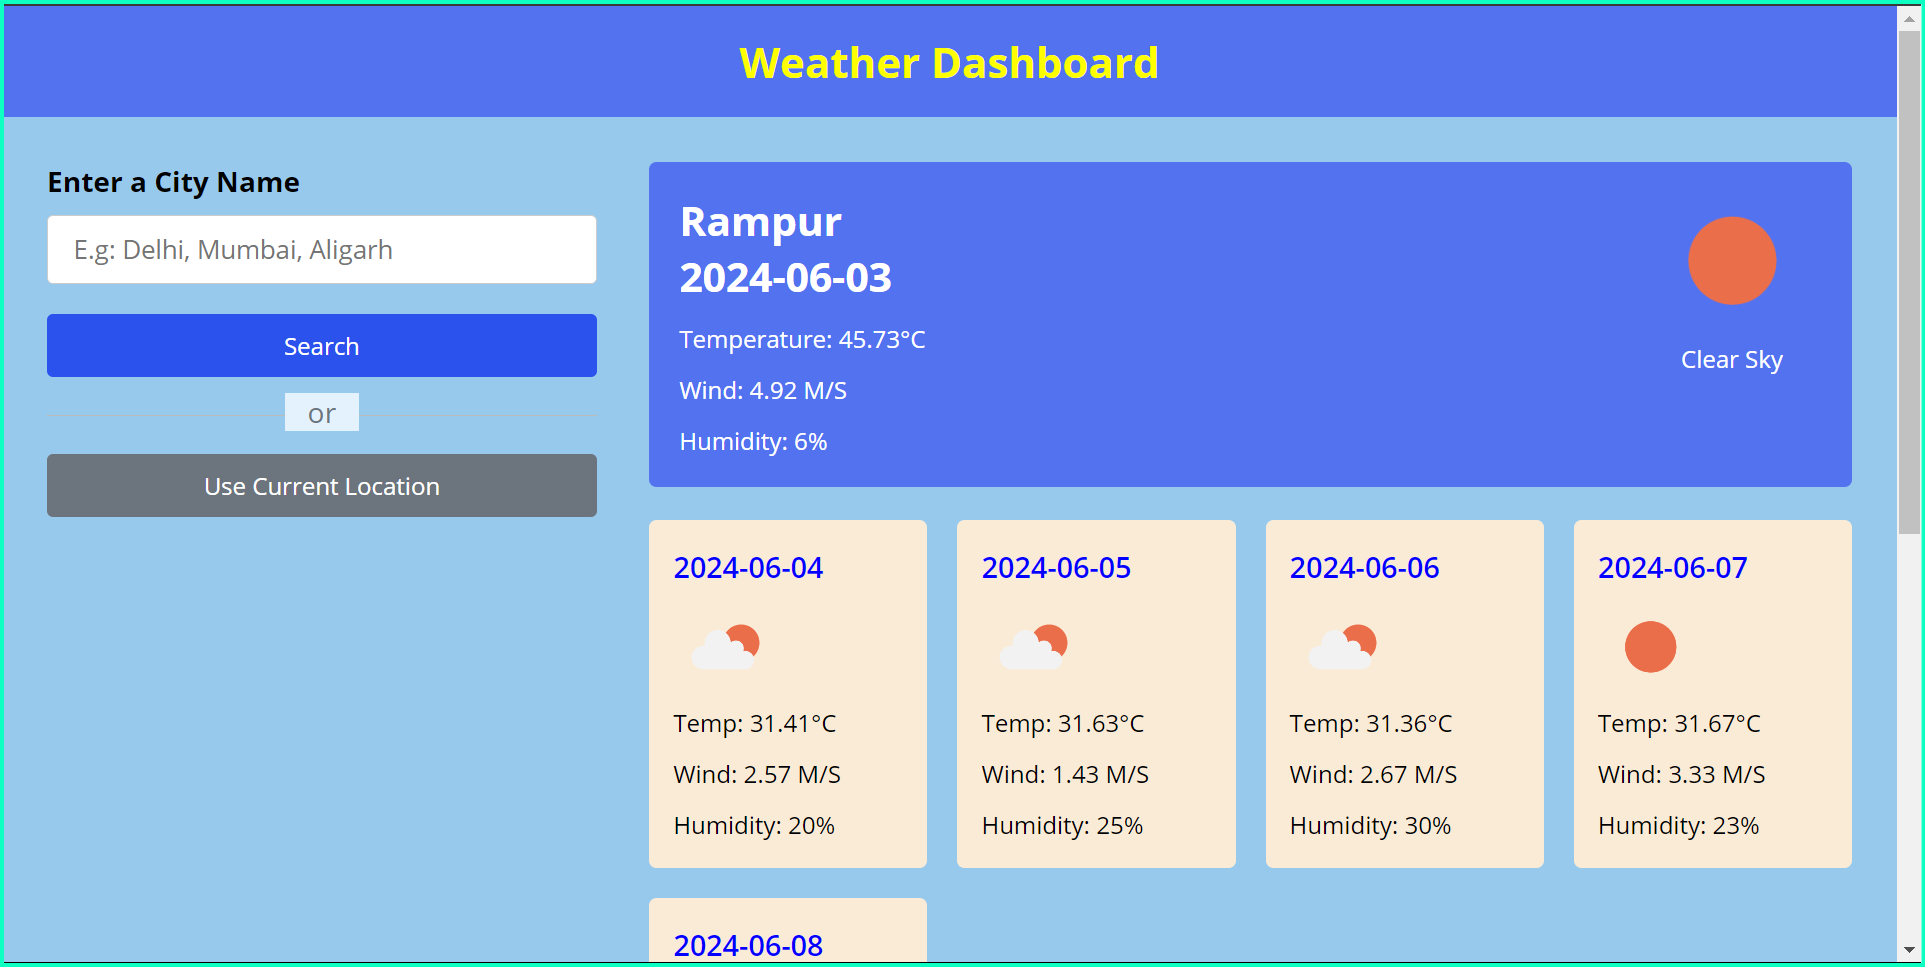 Weather Dashboard
Enter a City Name
E.g: Delhi, Mumbai, Aligarh
Search
or
Use Current Location
Rampur
2024-06-03
Temperature: 45.73°C
Wind: 4.92 M/S
Humidity: 6%
Clear Sky
2024-06-04
Temp: 31.41°C
Wind: 2.57 M/S
Humidity: 20%
2024-06-05
Temp: 31.63°C
Wind: 1.43 M/S
Humidity: 25%
2024-06-06
Temp: 31.36°C
Wind: 2.67 M/S
Humidity: 30%
2024-06-07
Temp: 31.67°C
Wind: 3.33 M/S
Humidity: 23%
2024-06-08